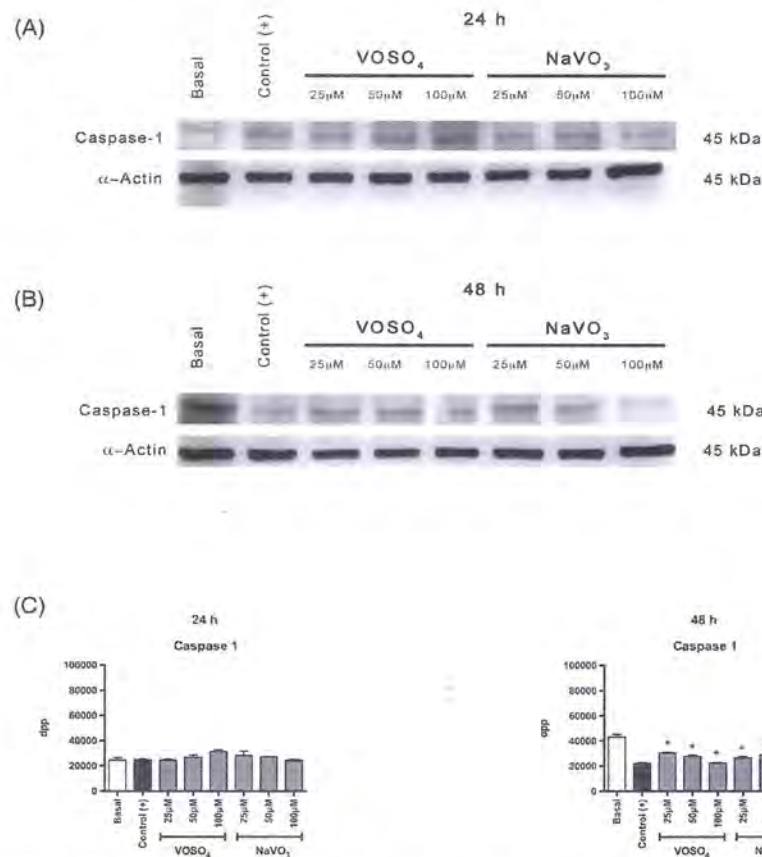 (A)
24 h
Basal
Control (+)
VOSO4
NaVO3
25µM 50µM 100µM 25µM 50µM 100µM
Caspase-1 45 kDa
α-Actin 45 kDa
(B)
48 h
Basal
Control (+)
VOSO4
NaVO3
25µM 50µM 100µM 25µM 50µM 100µM
Caspase-1 45 kDa
α-Actin 45 kDa
(C)
24 h
Caspase 1
100000
80000
60000
40000
20000
0
Basal
Control (+)
25µM
50µM
100µM
50µM
100µM
VOSO4 NaVO3
48 h
Caspase 1
100000
80000
60000
40000
20000
0
* * * *
Basal
Control (+)
25µM
50µM
100µM
25µM
VOSO4